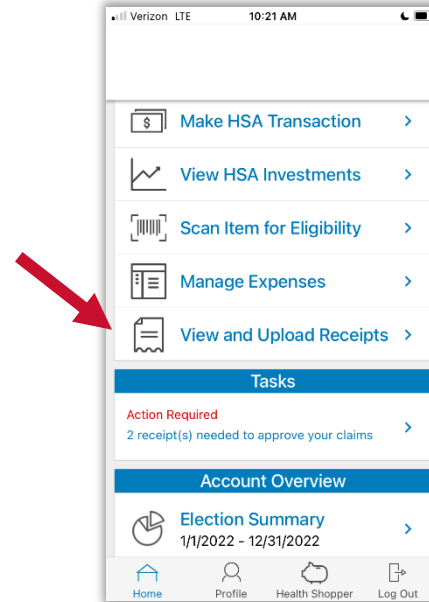 Verizon LTE 10:21 AM
$
Make HSA Transaction
View HSA Investments
Scan Item for Eligibility
Manage Expenses
View and Upload Receipts
Tasks
Action Required
2 receipt(s) needed to approve your claims
Account Overview
Election Summary
1/1/2022 - 12/31/2022
Home Profile Health Shopper Log Out